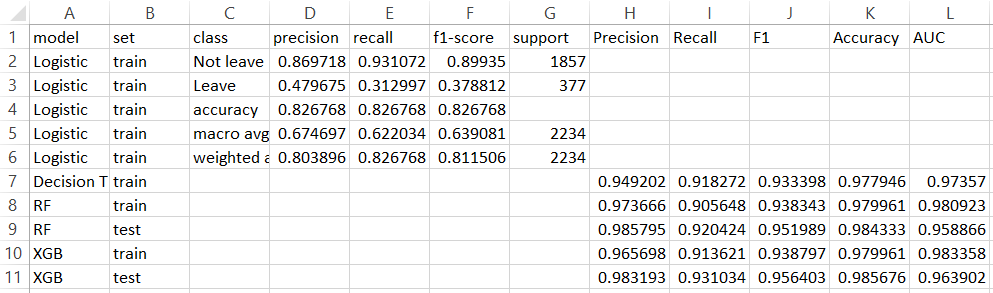 A B C D E F G H I J K L
1 model set class precision recall f1-score support Precision Recall F1 Accuracy AUC
2 Logistic train Not leave 0.869718 0.931072 0.89935 1857
3 Logistic train Leave 0.479675 0.312997 0.378812 377
4 Logistic train accuracy 0.826768 0.826768 0.826768
5 Logistic train macro avg 0.674697 0.622034 0.639081 2234
6 Logistic train weighted a 0.803896 0.826768 0.811506 2234
7 Decision T train 0.949202 0.918272 0.933398 0.977946 0.97357
8 RF train 0.973666 0.905648 0.938343 0.979961 0.980923
9 RF test 0.985795 0.920424 0.951989 0.984333 0.958866
10 XGB train 0.965698 0.913621 0.938797 0.979961 0.983358
11 XGB test 0.983193 0.931034 0.956403 0.985676 0.963902